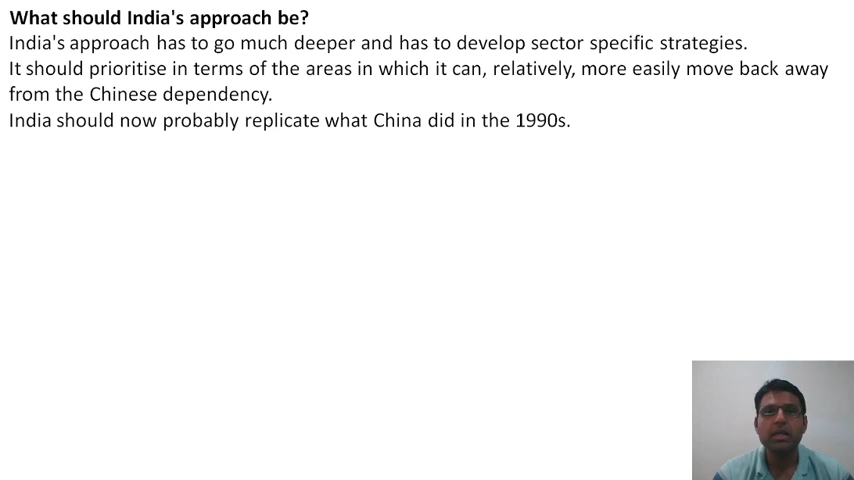 What should India's approach be?
India's approach has to go much deeper and has to develop sector specific strategies.
It should prioritise in terms of the areas in which it can, relatively, more easily move back away
from the Chinese dependency.
India should now probably replicate what China did in the 1990s.